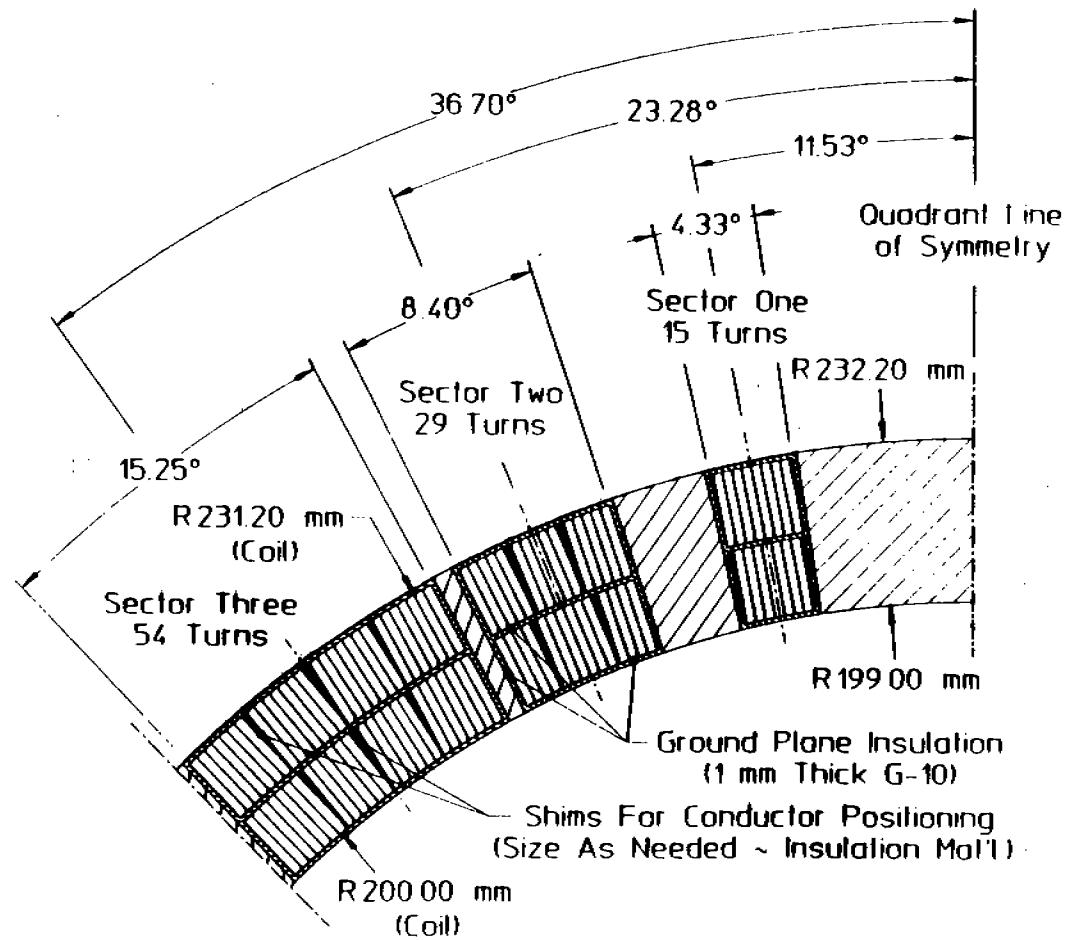 36.70°
23.28°
11.53°
4.33°
Quadrant Line
of Symmetry
8.40°
Sector One
15 Turns
R 232.20 mm
Sector Two
29 Turns
15.25°
R 231.20 mm
(Coil)
Sector Three
54 Turns
R 199.00 mm
Ground Plane Insulation
(1 mm Thick G-10)
Shims For Conductor Positioning
(Size As Needed ~ Insulation Mat'l)
R 200.00 mm
(Coil)